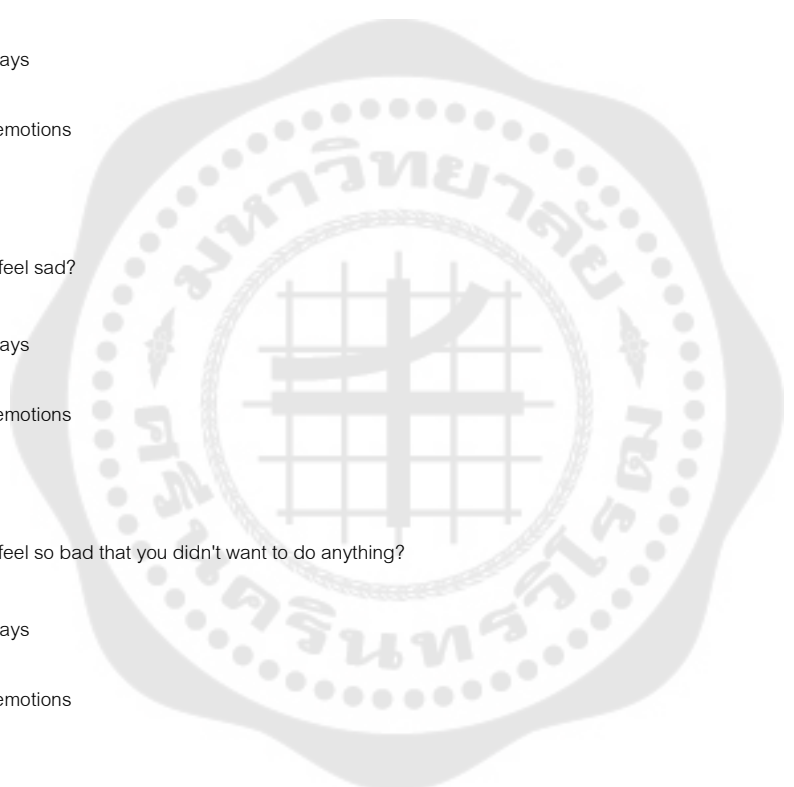 ays
emotions
feel sad?
ays
emotions
feel so bad that you didn't want to do anything?
ays
emotions
มหาวิทยาลัย
ศรีนครินทรวิโรฒ